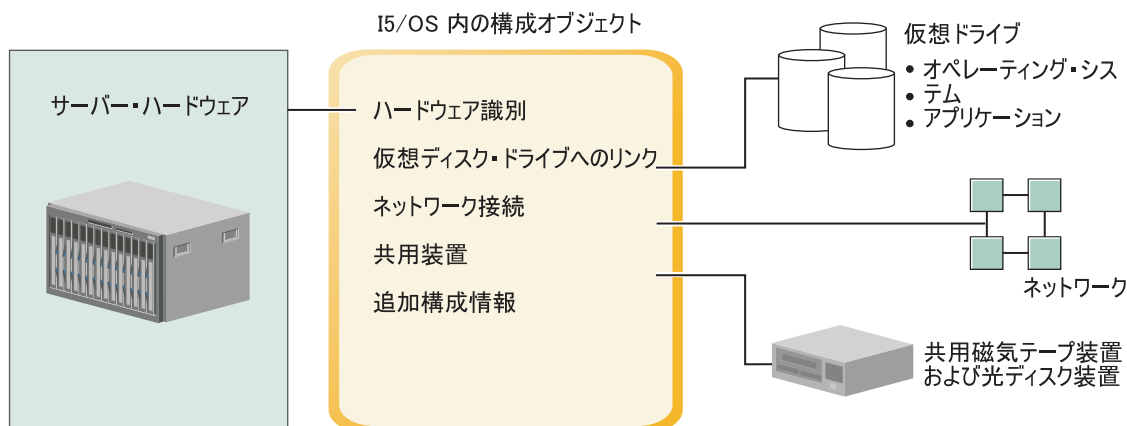 I5/OS 内の構成オブジェクト
サーバー・ハードウェア
ハードウェア識別
仮想ディスク・ドライブへのリンク
ネットワーク接続
共用装置
追加構成情報
仮想ドライブ
• オペレーティング・シス
• テム
• アプリケーション
ネットワーク
共用磁気テープ装置
および光ディスク装置